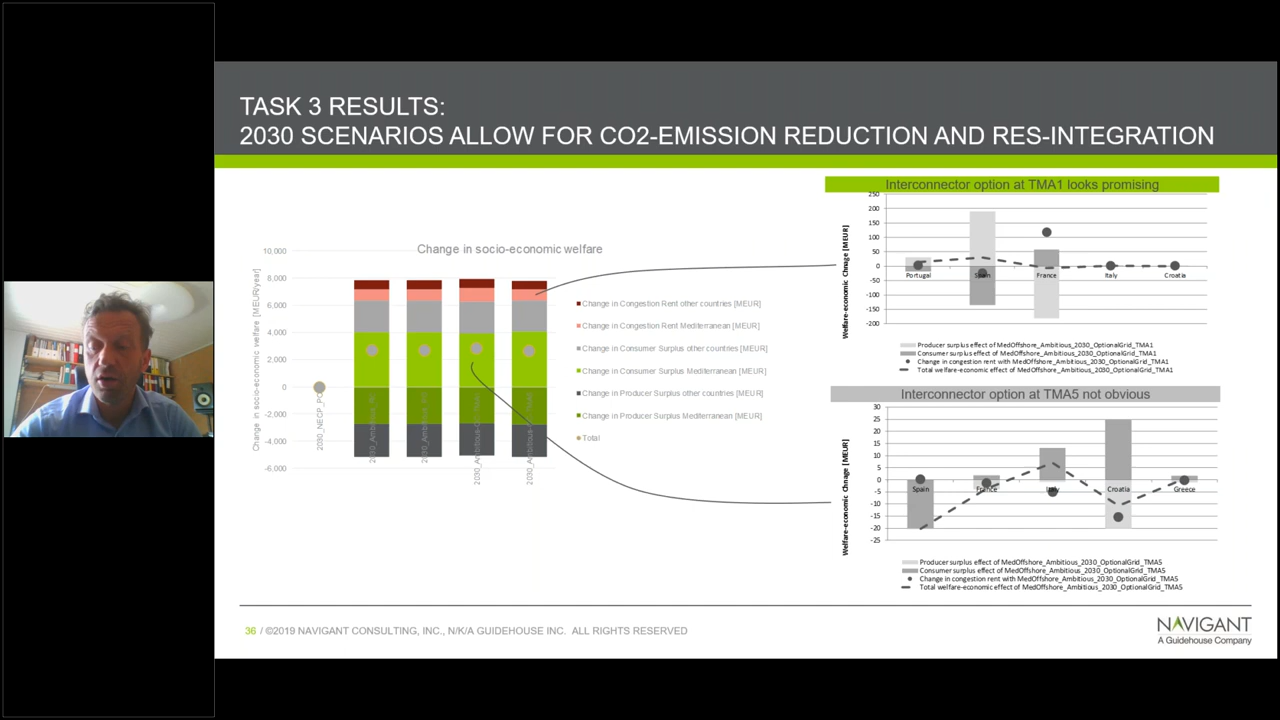 TASK 3 RESULTS:
2030 SCENARIOS ALLOW FOR CO2-EMISSION REDUCTION AND RES-INTEGRATION
Change in socio-economic welfare
Change in socio-economic welfare [MEUR/year]
10,000
8,000
6,000
4,000
2,000
0
-2,000
-4,000
-6,000
Change in Congestion Rent other countries [MEUR]
Change in Congestion Rent Mediterranean [MEUR]
Change in Consumer Surplus other countries [MEUR]
Change in Consumer Surplus Mediterranean [MEUR]
Change in Producer Surplus other countries [MEUR]
Change in Producer Surplus Mediterranean [MEUR]
Total
Interconnector option at TMA1 looks promising
Welfare-economic Chnage [MEUR]
250
200
150
100
50
0
-50
-100
-150
-200
Portugal
Spain
France
Italy
Croatia
Producer surplus effect of MedOffshore_Ambitious_2030_OptionalGrid_TMA1
Consumer surplus effect of MedOffshore_Ambitious_2030_OptionalGrid_TMA1
Change in congestion rent with MedOffshore_Ambitious_2030_OptionalGrid_TMA1
Total welfare-economic effect of MedOffshore_Ambitious_2030_OptionalGrid_TMA1
Interconnector option at TMA5 not obvious
Welfare-economic Chnage [MEUR]
30
25
20
15
10
5
0
-5
-10
-15
-20
-25
Spain
France
Italy
Croatia
Greece
Producer surplus effect of MedOffshore_Ambitious_2030_OptionalGrid_TMA5
Consumer surplus effect of MedOffshore_Ambitious_2030_OptionalGrid_TMA5
Change in congestion rent with MedOffshore_Ambitious_2030_OptionalGrid_TMA5
Total welfare-economic effect of MedOffshore_Ambitious_2030_OptionalGrid_TMA5
36 / ©2019 NAVIGANT CONSULTING, INC., N/K/A GUIDEHOUSE INC. ALL RIGHTS RESERVED
NAVIGANT
A Guidehouse Company